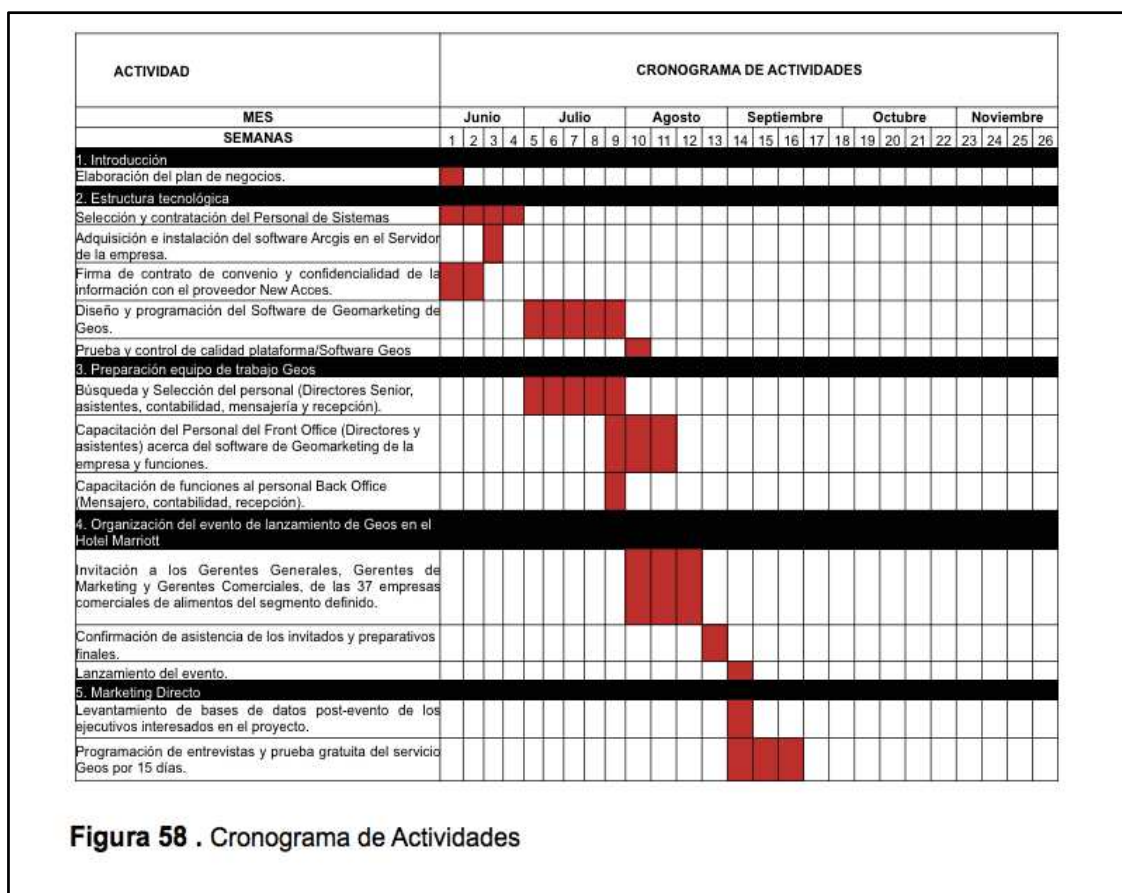 ACTIVIDAD
CRONOGRAMA DE ACTIVIDADES
MES Junio Julio Agosto Septiembre Octubre Noviembre
SEMANAS 1 2 3 4 5 6 7 8 9 10 11 12 13 14 15 16 17 18 19 20 21 22 23 24 25 26
1. Introducción
Elaboración del plan de negocios.
2. Estructura tecnológica
Selección y contratación del Personal de Sistemas
Adquisición e instalación del software Arcgis en el Servidor
de la empresa.
Firma de contrato de convenio y confidencialidad de la
información con el proveedor New Acces.
Diseño y programación del Software de Geomarketing de
Geos.
Prueba y control de calidad plataforma/Software Geos
3. Preparación equipo de trabajo Geos
Búsqueda y Selección del personal (Directores Senior,
asistentes, contabilidad, mensajería y recepción).
Capacitación del Personal del Front Office (Directores y
asistentes) acerca del software de Geomarketing de la
empresa y funciones.
Capacitación de funciones al personal Back Office
(Mensajero, contabilidad, recepción).
4. Organización del evento de lanzamiento de Geos en el
Hotel Marriott
Invitación a los Gerentes Generales, Gerentes de
Marketing y Gerentes Comerciales, de las 37 empresas
comerciales de alimentos del segmento definido.
Confirmación de asistencia de los invitados y preparativos
finales.
Lanzamiento del evento.
5. Marketing Directo
Levantamiento de bases de datos post-evento de los
ejecutivos interesados en el proyecto.
Programación de entrevistas y prueba gratuita del servicio
Geos por 15 días.
Figura 58 . Cronograma de Actividades